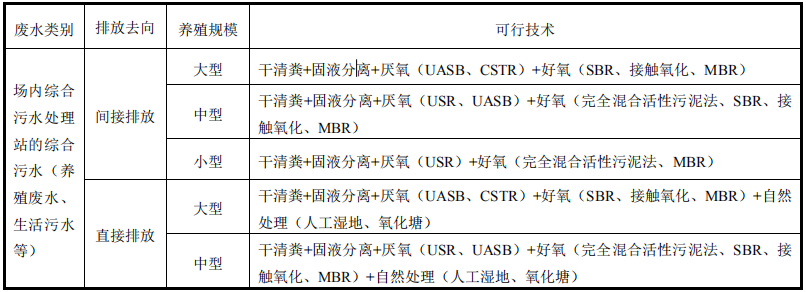 废水类别 排放去向 养殖规模 可行技术
场内综合
污水处理
站的综合
污水（养
殖废水、
生活污水
等）
间接排放
大型 干清粪+固液分离+厌氧（UASB、CSTR）+好氧（SBR、接触氧化、MBR）
中型 干清粪+固液分离+厌氧（USR、UASB）+好氧（完全混合活性污泥法、SBR、接
触氧化、MBR）
小型 干清粪+固液分离+厌氧（USR）+好氧（完全混合活性污泥法、MBR）
直接排放
大型 干清粪+固液分离+厌氧（UASB、CSTR）+好氧（SBR、接触氧化、MBR）+自然
处理（人工湿地、氧化塘）
中型 干清粪+固液分离+厌氧（USR、UASB）+好氧（完全混合活性污泥法、SBR、接
触氧化、MBR）+自然处理（人工湿地、氧化塘）